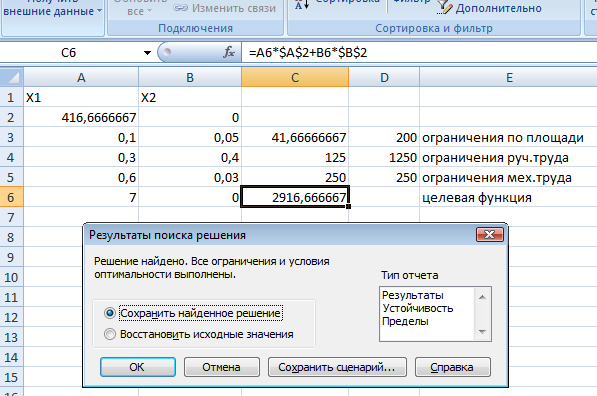 Получить
внешние данные
Обновить
все
Изменить связи
Сортировка
Фильтр
Дополнительно
Подключения
Сортировка и фильтр
C6
fx
=A6*$A$2+B6*$B$2
A B C D E
1 X1 X2
2 416,6666667 0
3 0,1 0,05 41,66666667 200 ограничения по площади
4 0,3 0,4 125 1250 ограничения руч.труда
5 0,6 0,03 250 250 ограничения мех.труда
6 7 0 2916,666667 целевая функция
7
8
9
10
11
12
13
14
15
Результаты поиска решения
Решение найдено. Все ограничения и условия
оптимальности выполнены.
Тип отчета
Результаты
Устойчивость
Пределы
Сохранить найденное решение
Восстановить исходные значения
OK
Отмена
Сохранить сценарий...
Справка